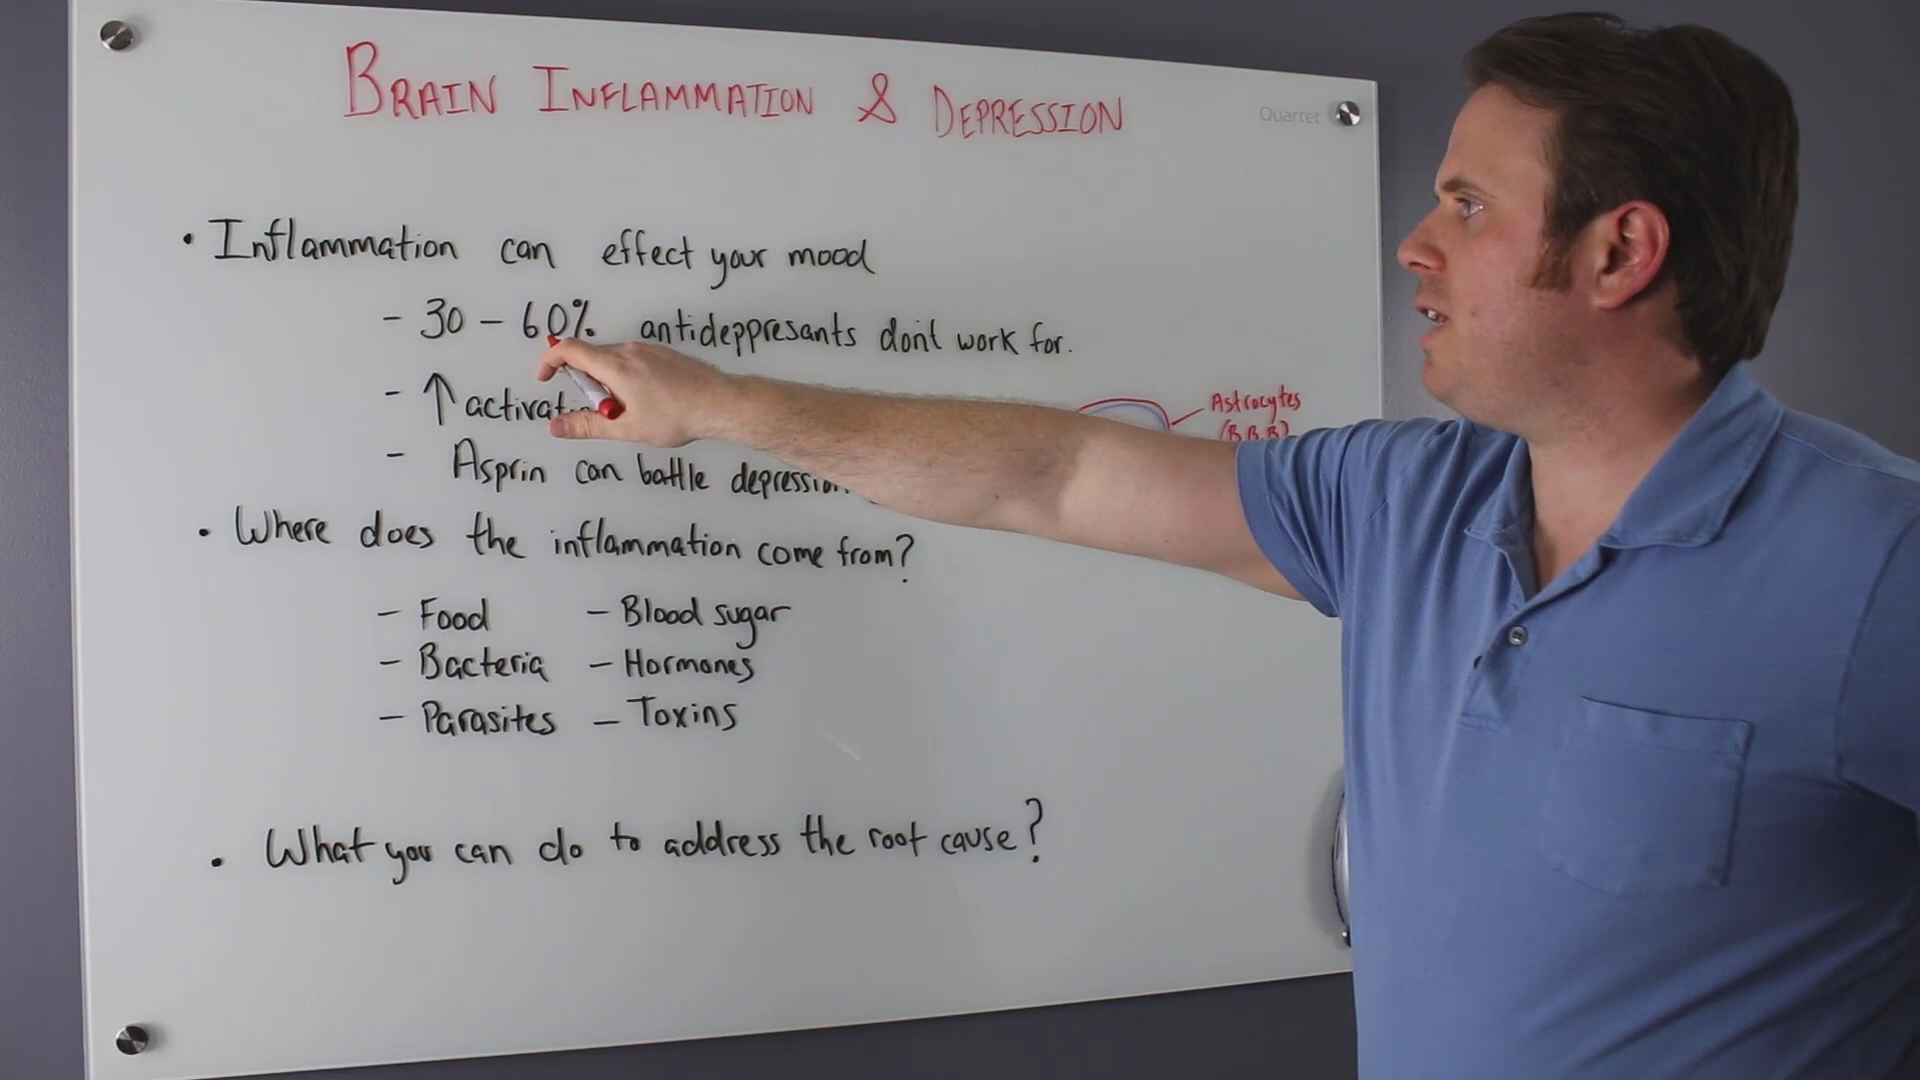 BRAIN INFLAMMATION & DEPRESSION
Quartet
• Inflammation can effect your mood
- 30 - 60% antideppresants don't work for.
- ↑
Astrocytes
(B.B.B)
- Asprin can battle depression
• Where does the inflammation come from?
- Food - Blood sugar
- Bacteria - Hormones
- Parasites - Toxins
• What you can do to address the root cause?